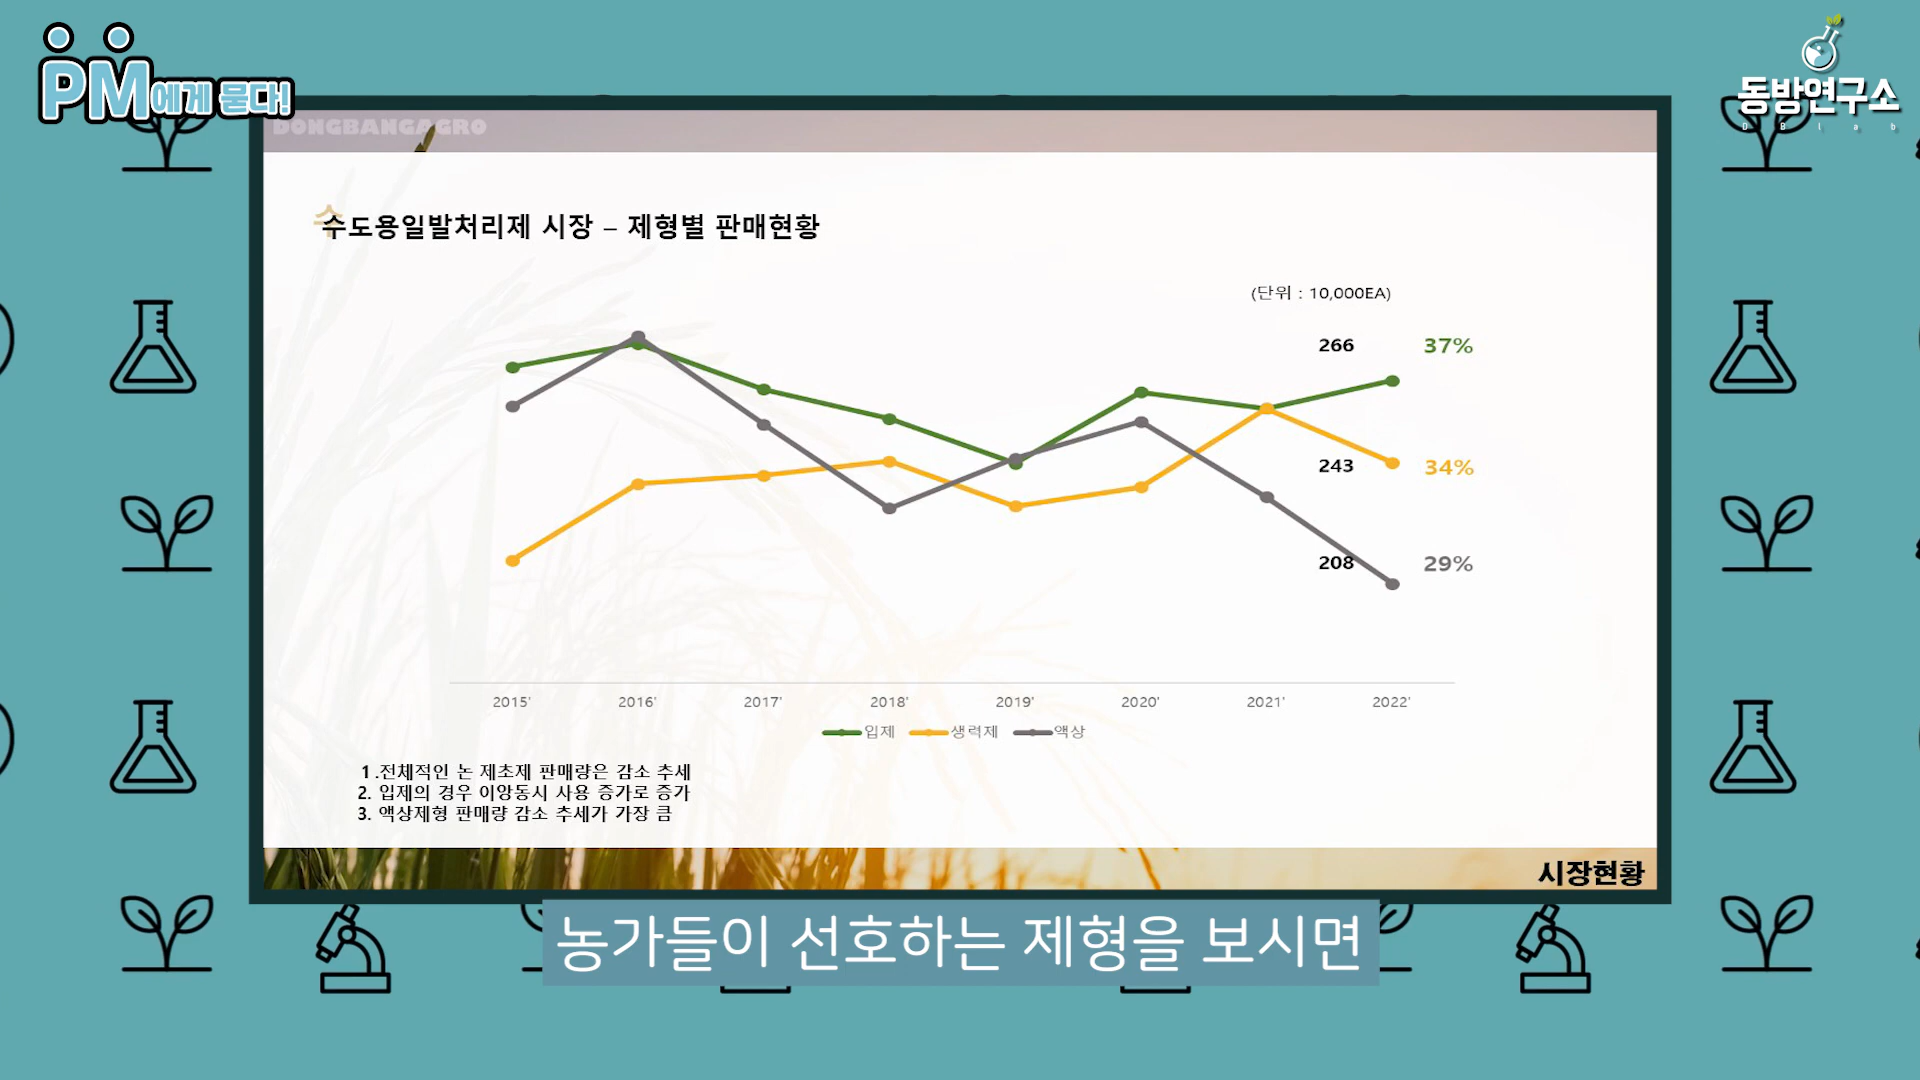 PM에게 묻다!
동방연구소
D B l a b
DONGBANGAGRO
수도용일발처리제 시장 – 제형별 판매현황
(단위 : 10,000EA)
266 37%
243 34%
208 29%
2015' 2016' 2017' 2018' 2019' 2020' 2021' 2022'
입제 생력제 액상
1.전체적인 논 제초제 판매량은 감소 추세
2. 입제의 경우 이앙동시 사용 증가로 증가
3. 액상제형 판매량 감소 추세가 가장 큼
시장현황
농가들이 선호하는 제형을 보시면